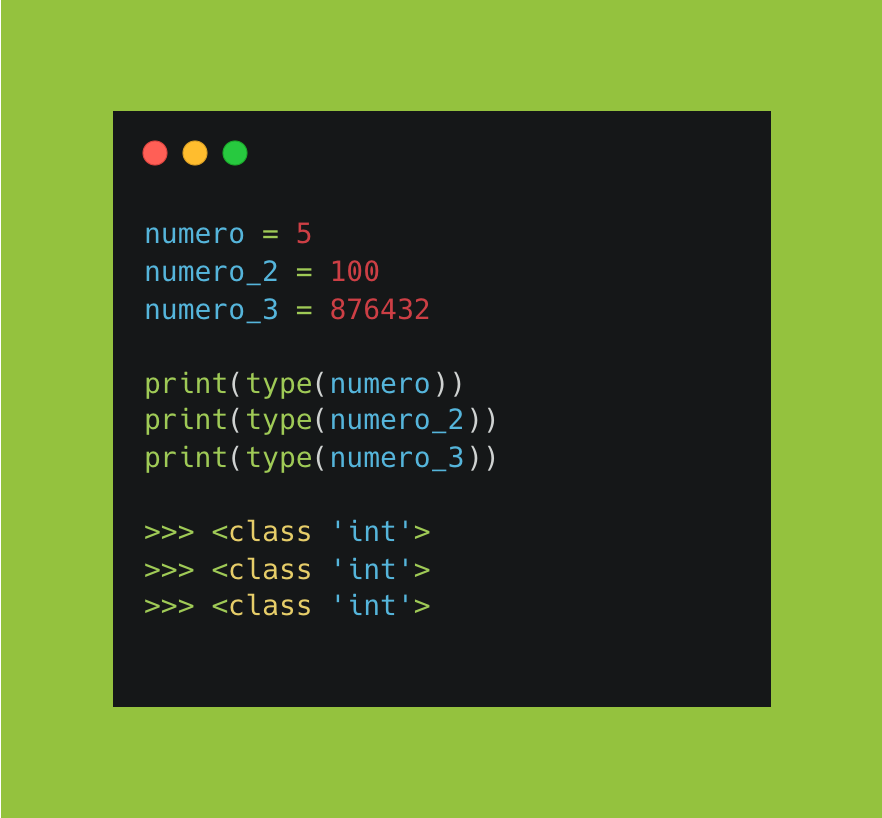 numero = 5
numero_2 = 100
numero_3 = 876432
print(type(numero))
print(type(numero_2))
print(type(numero_3))
>>> <class 'int'>
>>> <class 'int'>
>>> <class 'int'>